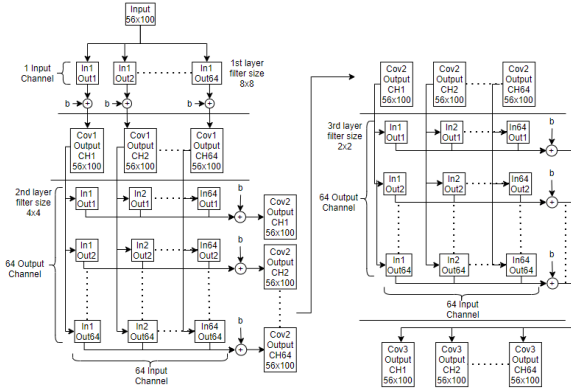 Input
56x100
1 Input
Channel
In1
Out1
In1
Out2
In1
Out64
1st layer
filter size
8x8
b
b
b
Cov1
Output
CH1
56x100
Cov1
Output
CH2
56x100
Cov1
Output
CH64
56x100
2nd layer
filter size
4x4
In1
Out1
In2
Out1
In64
Out1
b
Cov2
Output
CH1
56x100
64 Output
Channel
In1
Out2
In2
Out2
In64
Out2
b
Cov2
Output
CH2
56x100
In1
Out64
In2
Out64
In64
Out64
b
Cov2
Output
CH64
56x100
64 Input
Channel
Cov2
Output
CH1
56x100
Cov2
Output
CH2
56x100
Cov2
Output
CH64
56x100
3rd layer
filter size
2x2
In1
Out1
In2
Out1
In64
Out1
b
64 Output
Channel
In1
Out2
In2
Out2
In64
Out2
b
In1
Out64
In2
Out64
In64
Out64
b
64 Input
Channel
Cov3
Output
CH1
56x100
Cov3
Output
CH2
56x100
Cov3
Output
CH64
56x100